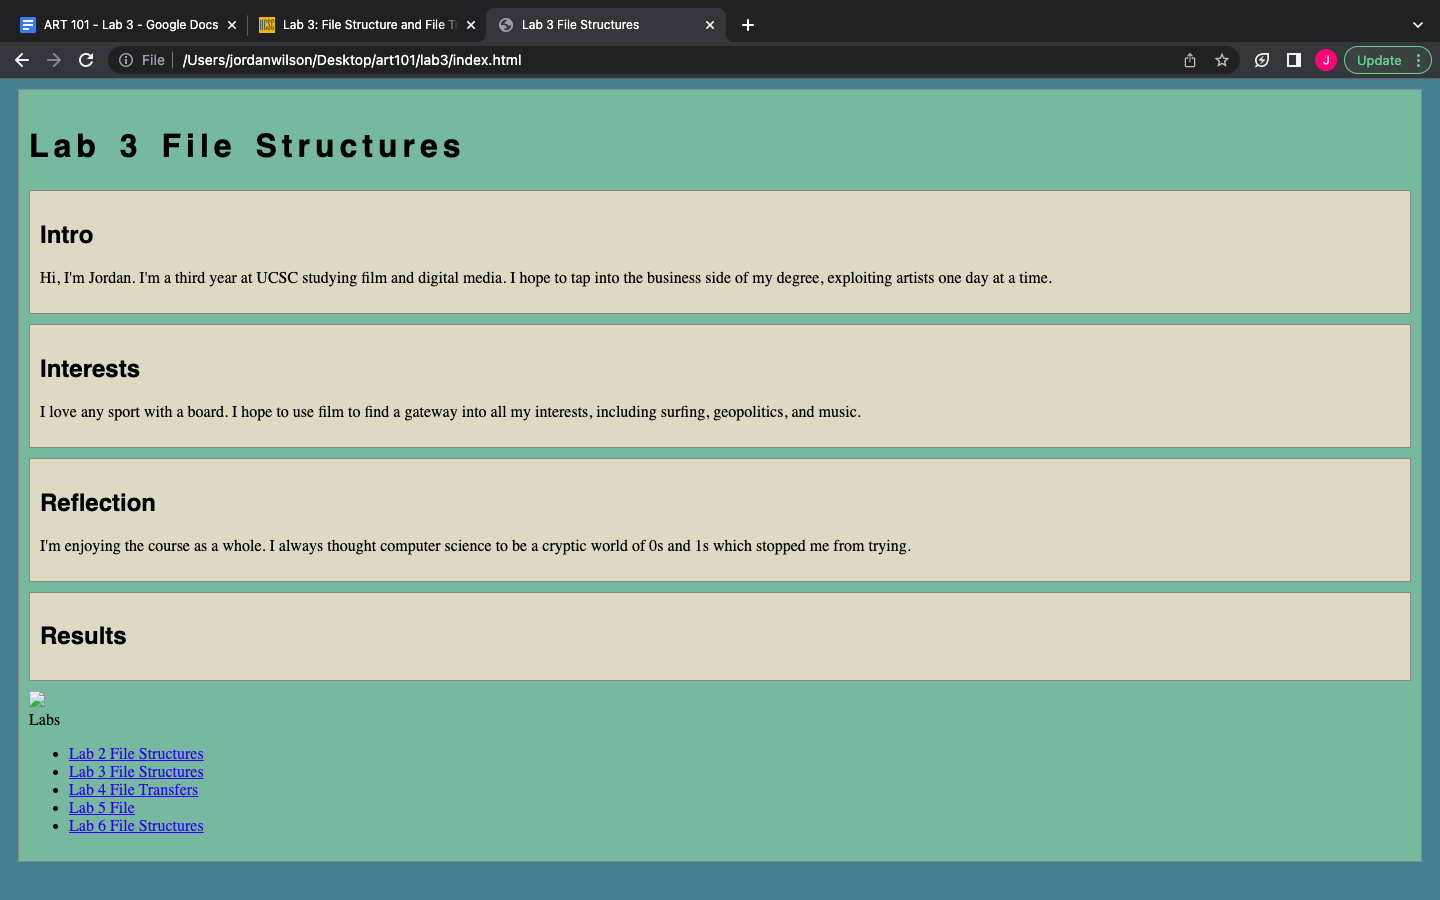 ART 101 - Lab 3 - Google Docs
Lab 3: File Structure and File Tr
Lab 3 File Structures
File
/Users/jordanwilson/Desktop/art101/lab3/index.html
J
Update
Lab 3 File Structures
Intro
Hi, I'm Jordan. I'm a third year at UCSC studying film and digital media. I hope to tap into the business side of my degree, exploiting artists one day at a time.
Interests
I love any sport with a board. I hope to use film to find a gateway into all my interests, including surfing, geopolitics, and music.
Reflection
I'm enjoying the course as a whole. I always thought computer science to be a cryptic world of 0s and 1s which stopped me from trying.
Results
Labs
Lab 2 File Structures
Lab 3 File Structures
Lab 4 File Transfers
Lab 5 File
Lab 6 File Structures